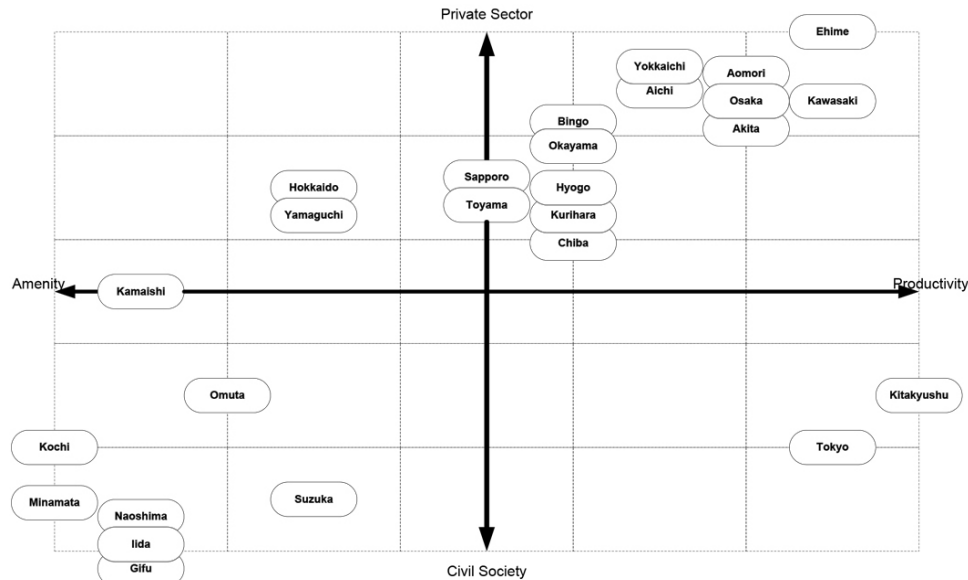 Private Sector
Ehime
Yokkaichi
Aomori
Aichi
Osaka
Kawasaki
Bingo
Akita
Okayama
Sapporo
Hokkaido
Hyogo
Toyama
Yamaguchi
Kurihara
Chiba
Amenity
Kamaishi
Productivity
Omuta
Kitakyushu
Kochi
Tokyo
Minamata
Suzuka
Naoshima
Iida
Gifu
Civil Society